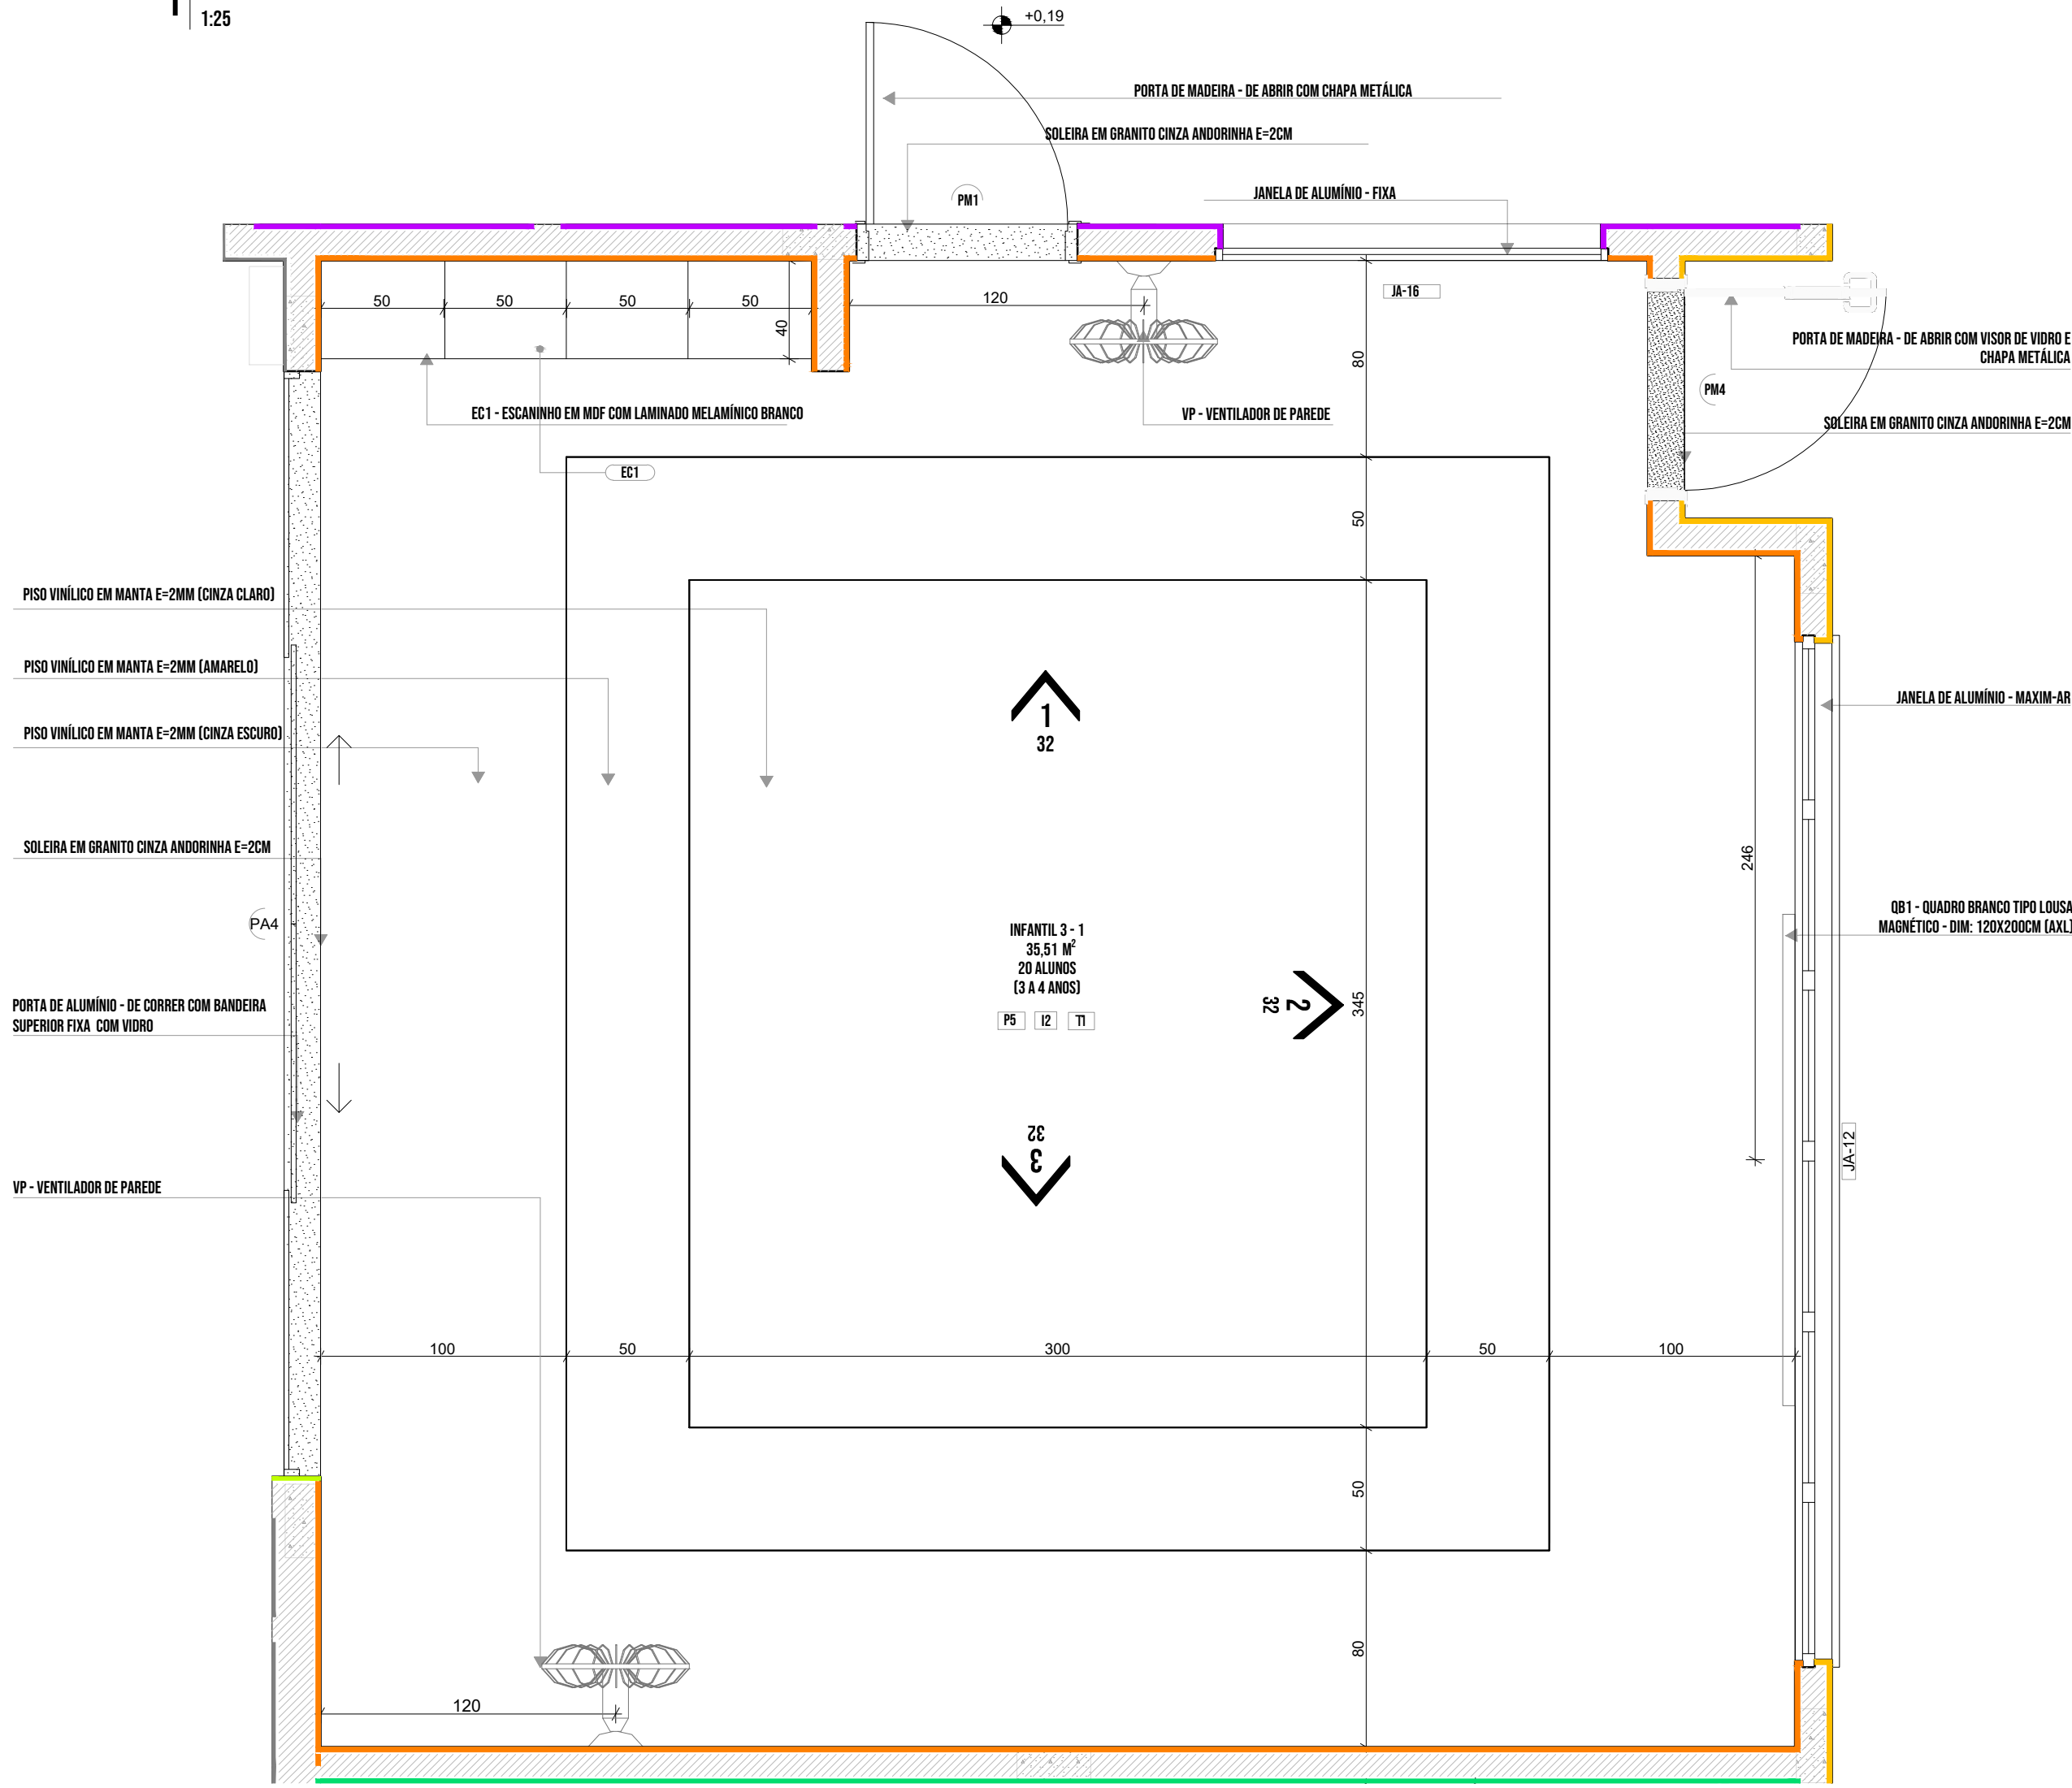 1:25
+0,19
PORTA DE MADEIRA - DE ABRIR COM CHAPA METÁLICA
SOLEIRA EM GRANITO CINZA ANDORINHA E=2CM
PM1
JANELA DE ALUMÍNIO - FIXA
50
50
50
50
40
120
JA-16
80
PORTA DE MADEIRA - DE ABRIR COM VISOR DE VIDRO E
CHAPA METÁLICA
PM4
EC1 - ESCANINHO EM MDF COM LAMINADO MELAMÍNICO BRANCO
VP - VENTILADOR DE PAREDE
SOLEIRA EM GRANITO CINZA ANDORINHA E=2CM
EC1
50
PISO VINÍLICO EM MANTA E=2MM (CINZA CLARO)
PISO VINÍLICO EM MANTA E=2MM (AMARELO)
PISO VINÍLICO EM MANTA E=2MM (CINZA ESCURO)
1
32
JANELA DE ALUMÍNIO - MAXIM-AR
SOLEIRA EM GRANITO CINZA ANDORINHA E=2CM
246
PA4
INFANTIL 3 - 1
35,51 M²
20 ALUNOS
(3 A 4 ANOS)
P5 I2 T1
2
32
345
QB1 - QUADRO BRANCO TIPO LOUSA
MAGNÉTICO - DIM: 120X200CM (AXL)
PORTA DE ALUMÍNIO - DE CORRER COM BANDEIRA
SUPERIOR FIXA COM VIDRO
32
3
JA-12
VP - VENTILADOR DE PAREDE
100
50
300
50
100
50
80
120